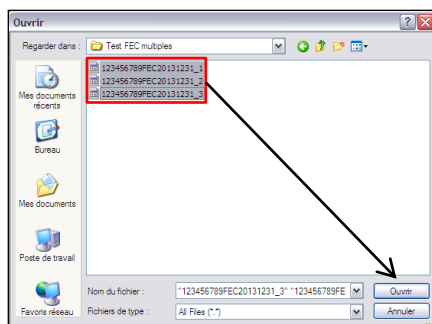 Ouvrir
Regarder dans :
Test FEC multiples
123456789FEC20131231_1
123456789FEC20131231_2
123456789FEC20131231_3
Mes documents
récents
Bureau
Mes documents
Poste de travail
Favoris réseau
Nom du fichier :
"123456789FEC20131231_3" "123456789FE
Ouvrir
Fichiers de type :
All Files (*.*)
Annuler